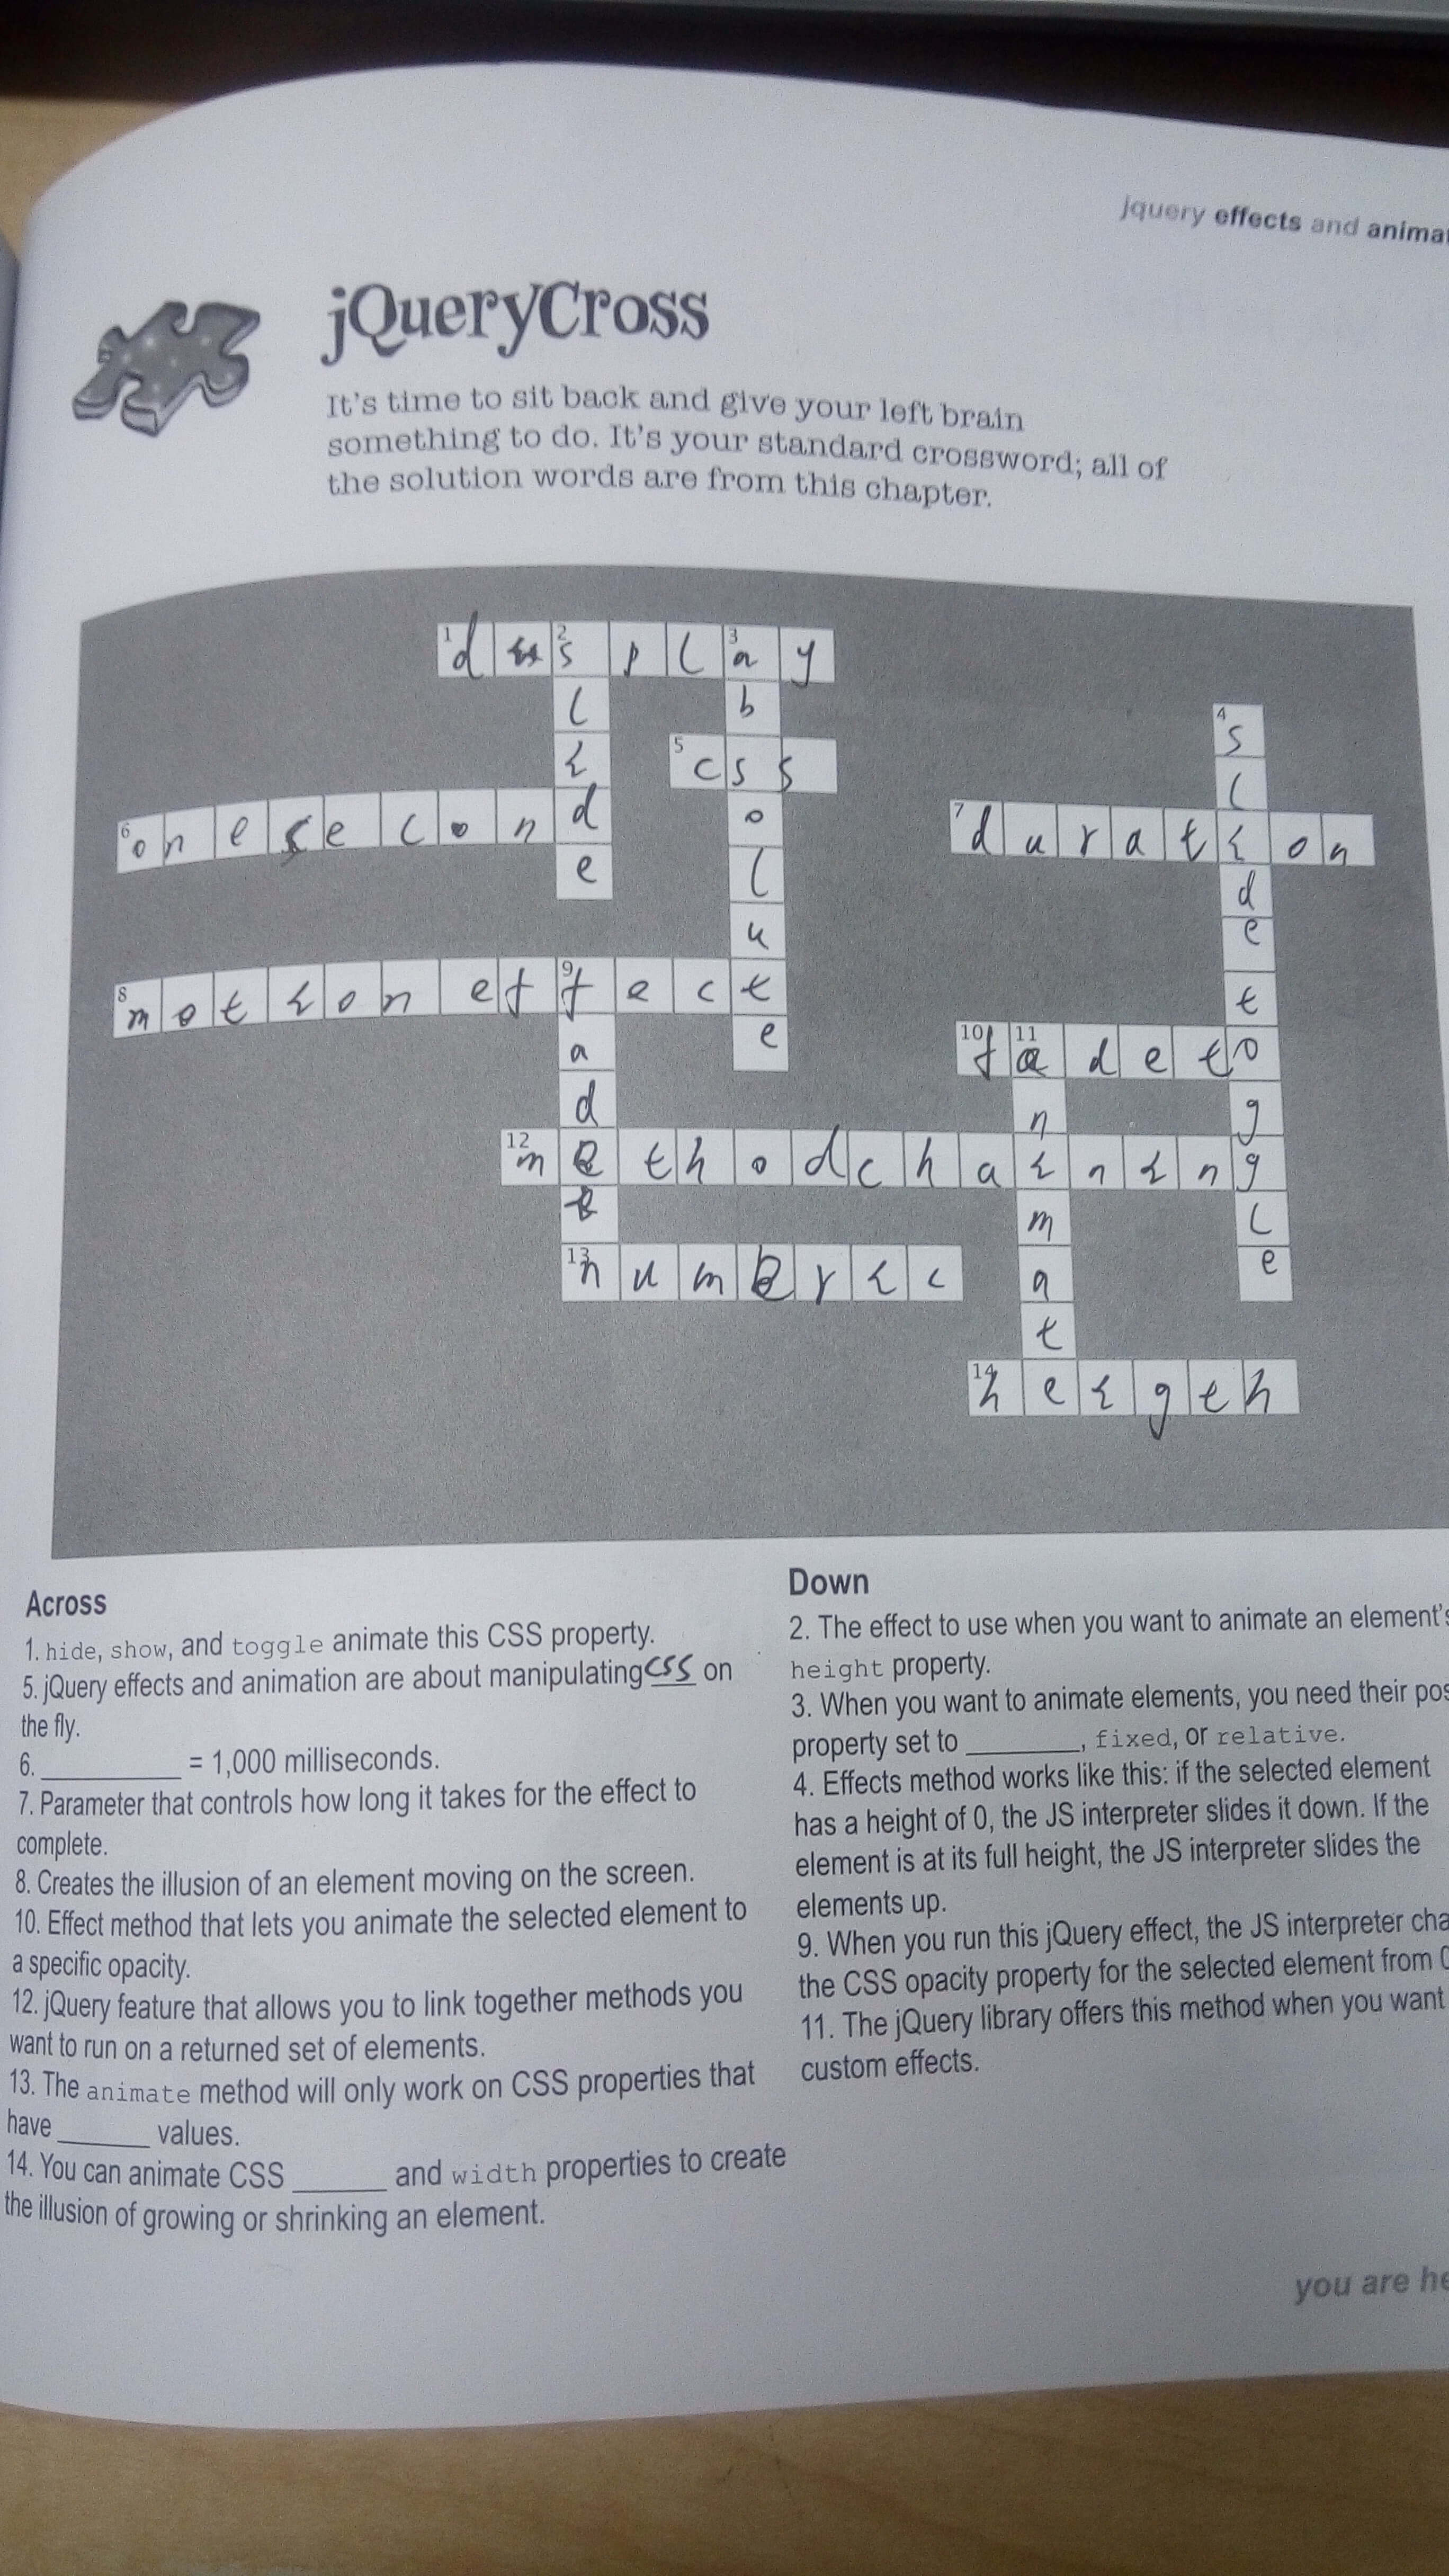 jquery effects and anima
jQueryCross
It's time to sit back and give your left brain
something to do. It's your standard crossword; all of
the solution words are from this chapter.
1 d s 2 p l a 3 y
l b 4 s
i 5 c s s l
6 o n e s e c o n d o 7 d u r a t i o n
e l d
u e
8 m o t i o n e f 9 f e c t t
a e 10 f 11 a d e t o
d n g
12 m e t h o d c h a i n i n g
m l
13 n u m e r i c a e
t
14 h e i g t h
Across
1. hide, show, and toggle animate this CSS property.
5. jQuery effects and animation are about manipulating css on
the fly.
6. ________ = 1,000 milliseconds.
7. Parameter that controls how long it takes for the effect to
complete.
8. Creates the illusion of an element moving on the screen.
10. Effect method that lets you animate the selected element to
a specific opacity.
12. jQuery feature that allows you to link together methods you
want to run on a returned set of elements.
13. The animate method will only work on CSS properties that
have ______ values.
14. You can animate CSS ______ and width properties to create
the illusion of growing or shrinking an element.
Down
2. The effect to use when you want to animate an element's
height property.
3. When you want to animate elements, you need their pos
property set to ________, fixed, or relative.
4. Effects method works like this: if the selected element
has a height of 0, the JS interpreter slides it down. If the
element is at its full height, the JS interpreter slides the
elements up.
9. When you run this jQuery effect, the JS interpreter cha
the CSS opacity property for the selected element from 0
11. The jQuery library offers this method when you want
custom effects.
you are he